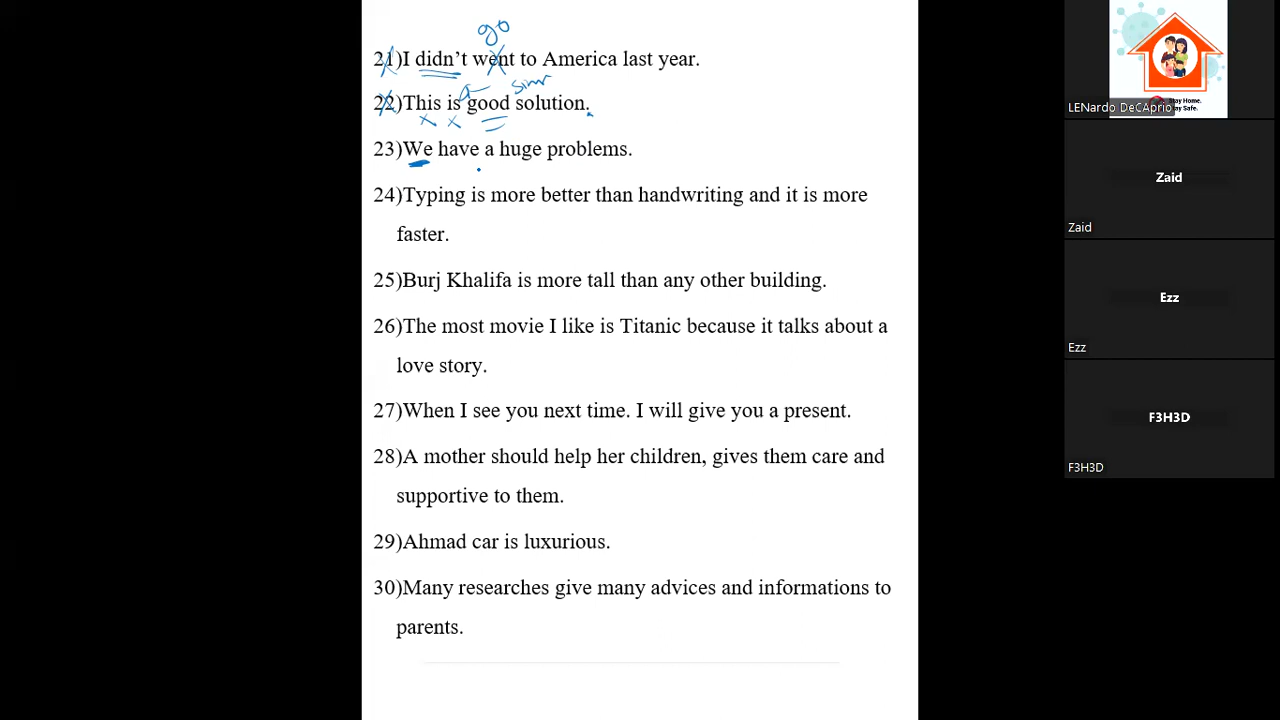 go
21)I didn't went to America last year.
a
22)This is good solution.
23)We have a huge problems.
24)Typing is more better than handwriting and it is more
faster.
25)Burj Khalifa is more tall than any other building.
26)The most movie I like is Titanic because it talks about a
love story.
27)When I see you next time. I will give you a present.
28)A mother should help her children, gives them care and
supportive to them.
29)Ahmad car is luxurious.
30)Many researches give many advices and informations to
parents.
Stay Home.
Stay Safe.
LENardo DeCAprio
Zaid
Zaid
Ezz
Ezz
F3H3D
F3H3D